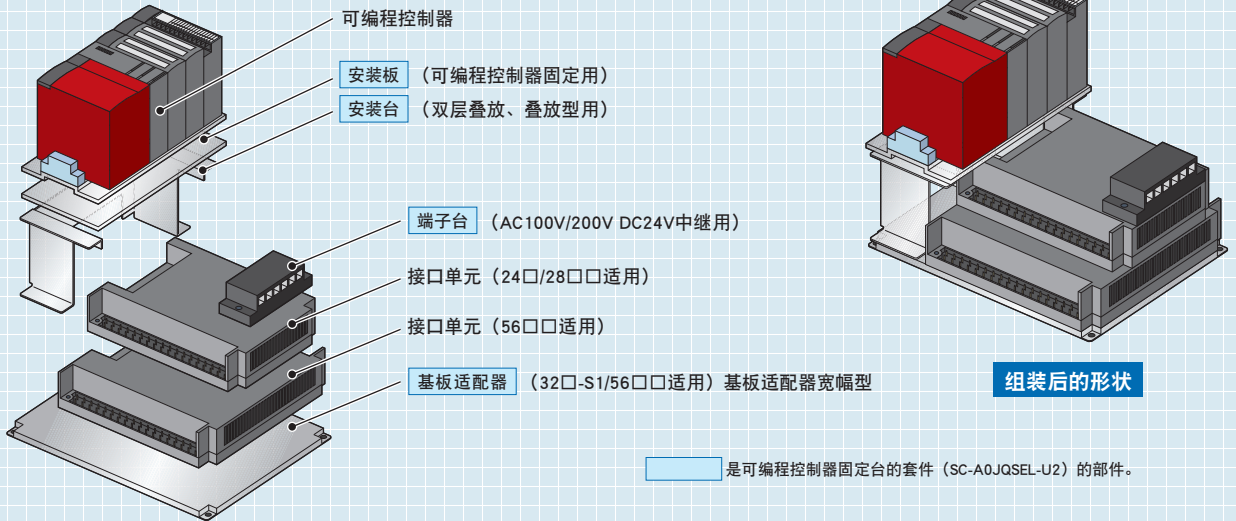 可编程控制器
安装板 （可编程控制器固定用）
安装台 （双层叠放、叠放型用）
端子台 （AC100V/200V DC24V中继用）
接口单元（24□/28□□适用）
接口单元（56□□适用）
基板适配器 （32□-S1/56□□适用）基板适配器宽幅型
组装后的形状
是可编程控制器固定台的套件（SC-A0JQSEL-U2）的部件。